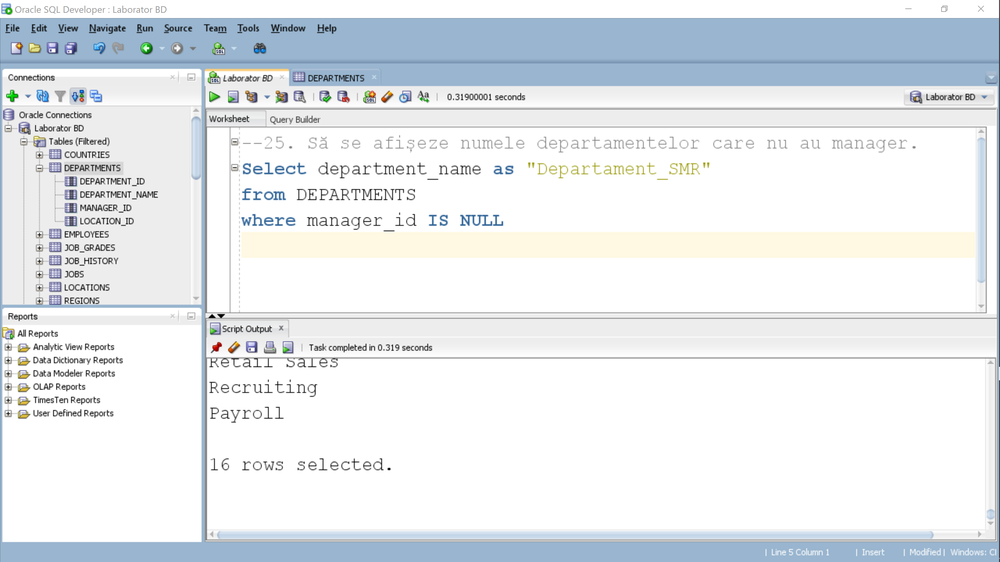 Oracle SQL Developer : Laborator BD
File Edit View Navigate Run Source Team Tools Window Help
Connections
Oracle Connections
Laborator BD
Tables (Filtered)
COUNTRIES
DEPARTMENTS
DEPARTMENT_ID
DEPARTMENT_NAME
MANAGER_ID
LOCATION_ID
EMPLOYEES
JOB_GRADES
JOB_HISTORY
JOBS
LOCATIONS
REGIONS
Reports
All Reports
Analytic View Reports
Data Dictionary Reports
Data Modeler Reports
OLAP Reports
TimesTen Reports
User Defined Reports
Laborator BD DEPARTMENTS
0.31900001 seconds Laborator BD
Worksheet Query Builder
--25. Să se afișeze numele departamentelor care nu au manager.
Select department_name as "Departament_SMR"
from DEPARTMENTS
where manager_id IS NULL
Script Output
Task completed in 0.319 seconds
Retail Sales
Recruiting
Payroll
16 rows selected.
| Line 5 Column 1 | Insert | Modified | Windows: Cl